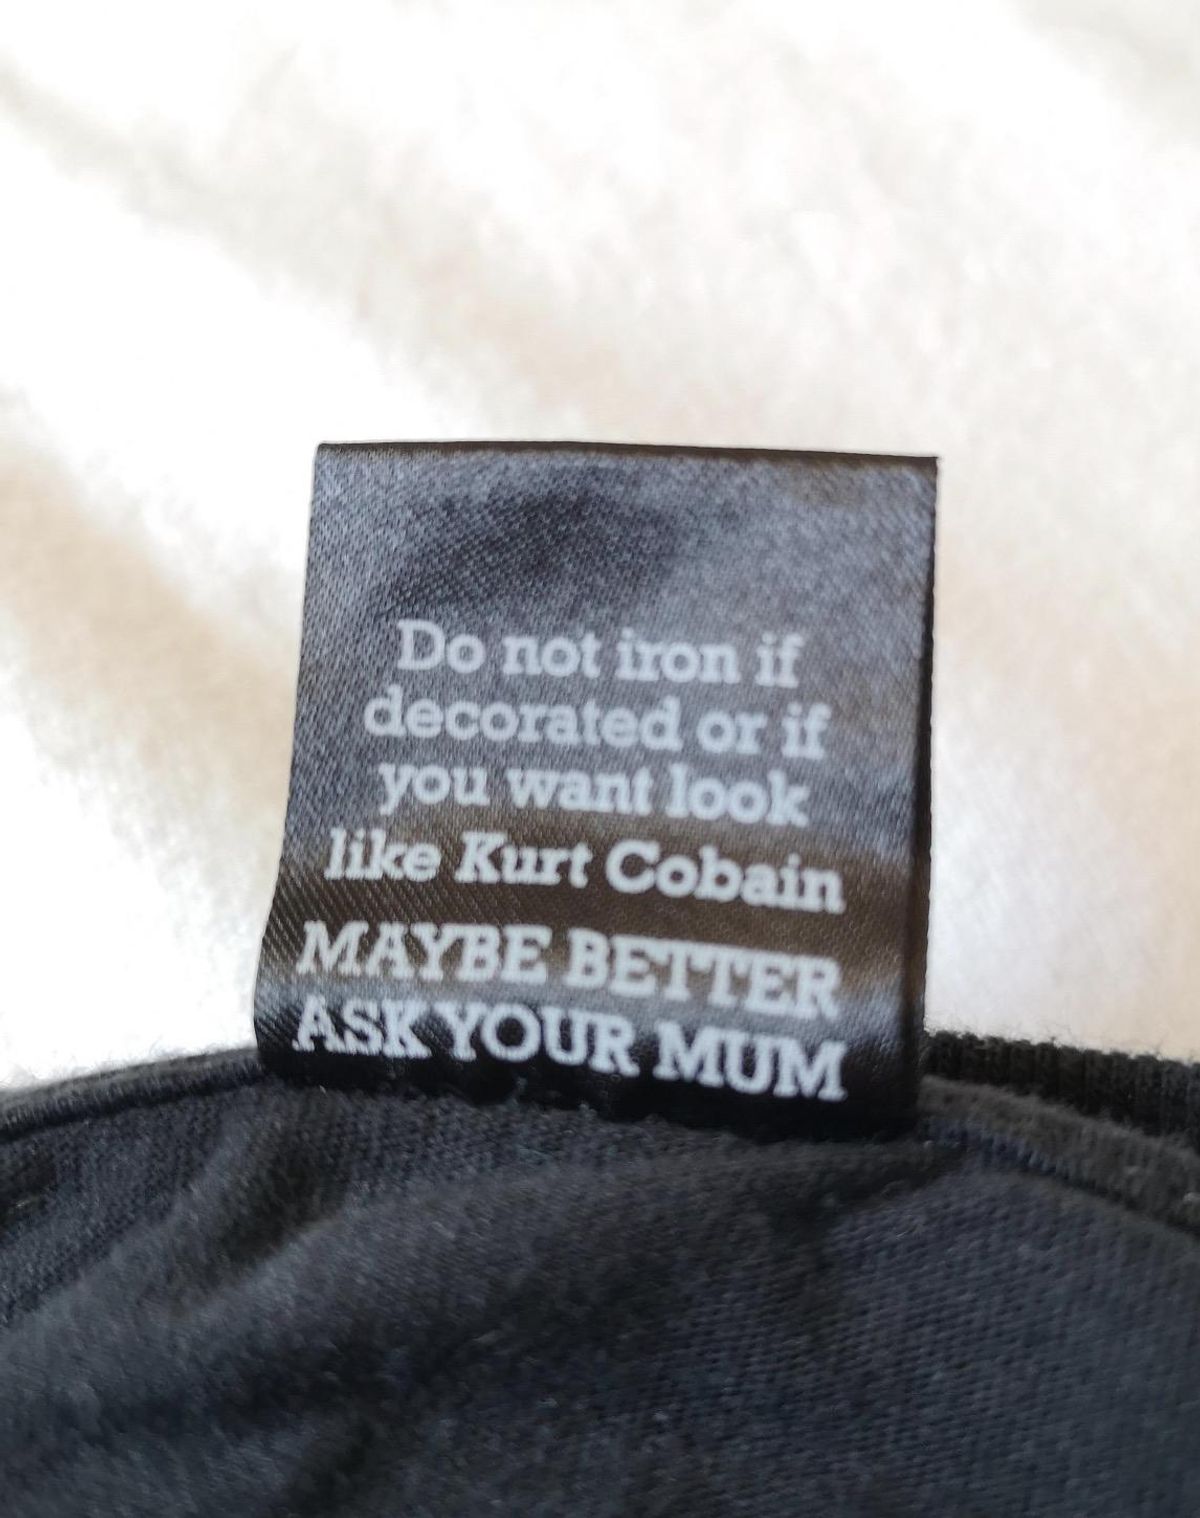 Do not iron if
decorated or if
you want look
like Kurt Cobain
MAYBE BETTER
ASK YOUR MUM